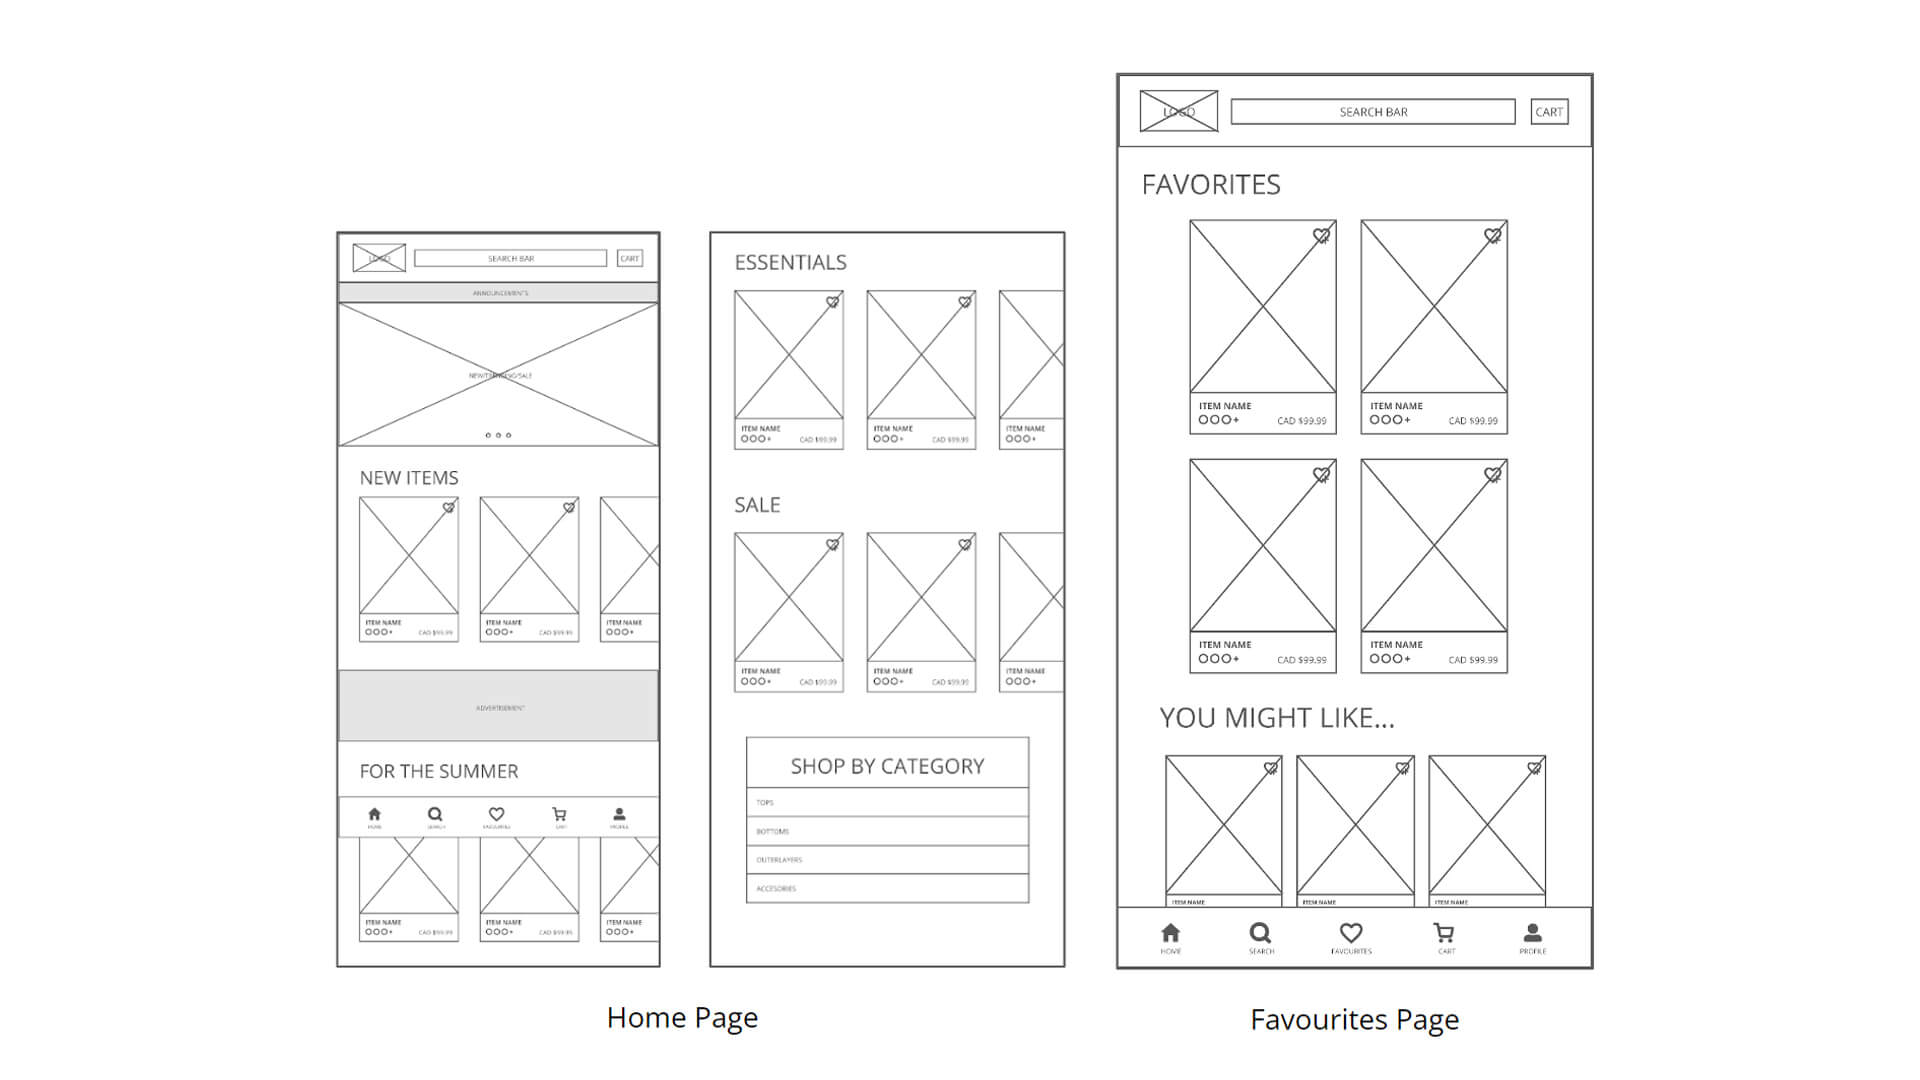 LOGO
SEARCH BAR
CART
ANNOUNCEMENTS
NEW ITEMS
ITEM NAME
CAD $99.99
ITEM NAME
CAD $99.99
ITEM NAME
ADVERTISEMENT
FOR THE SUMMER
HOME
SEARCH
FAVOURITES
CART
PROFILE
ITEM NAME
CAD $99.99
ITEM NAME
CAD $99.99
ITEM NAME
ESSENTIALS
ITEM NAME
CAD $99.99
ITEM NAME
CAD $99.99
ITEM NAME
SALE
ITEM NAME
CAD $99.99
ITEM NAME
CAD $99.99
ITEM NAME
SHOP BY CATEGORY
TOPS
BOTTOMS
OUTERLAYERS
ACCESORIES
Home Page
LOGO
SEARCH BAR
CART
FAVORITES
ITEM NAME
CAD $99.99
ITEM NAME
CAD $99.99
ITEM NAME
CAD $99.99
ITEM NAME
CAD $99.99
YOU MIGHT LIKE...
ITEM NAME
ITEM NAME
ITEM NAME
HOME
SEARCH
FAVOURITES
CART
PROFILE
Favourites Page